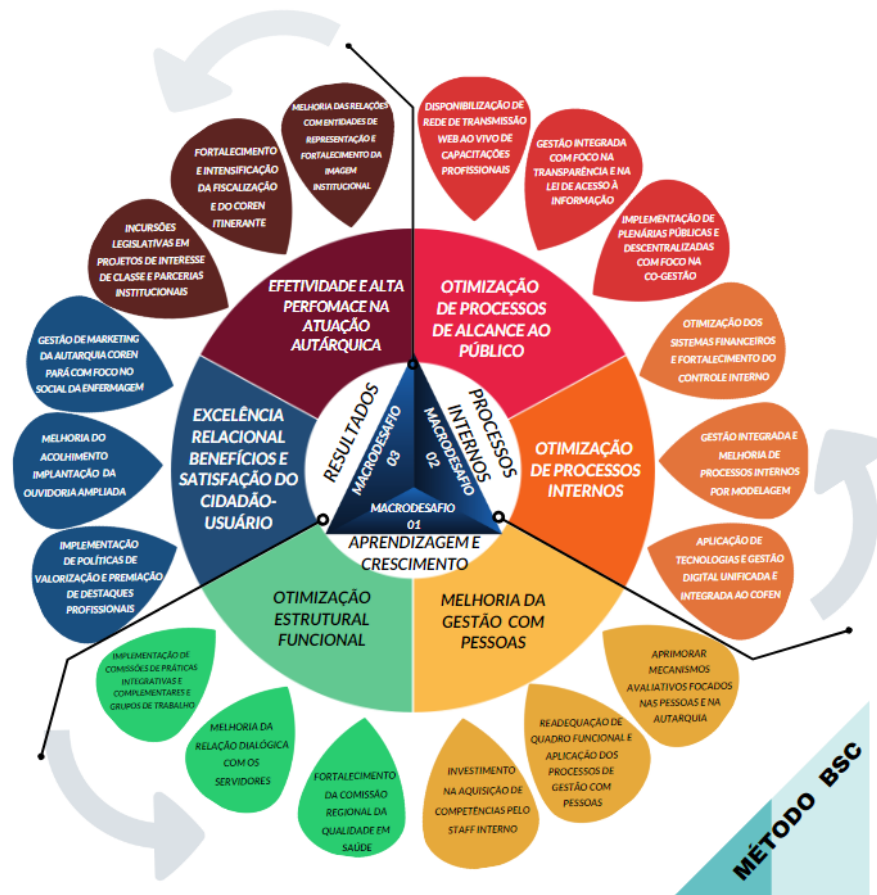 MELHORIA DAS RELAÇÕES
COM ENTIDADES DE
REPRESENTAÇÃO E
FORTALECIMENTO DA
IMAGEM
INSTITUCIONAL
DISPONIBILIZAÇÃO DE
REDE DE TRANSMISSÃO
WEB AO VIVO DE
CAPACITAÇÕES
PROFISSIONAIS
FORTALECIMENTO
E INTENSIFICAÇÃO
DA FISCALIZAÇÃO
E DO COREN
ITINERANTE
GESTÃO INTEGRADA
COM FOCO NA
TRANSPARÊNCIA E NA
LEI DE ACESSO À
INFORMAÇÃO
INCURSÕES
LEGISLATIVAS EM
PROJETOS DE INTERESSE
DE CLASSE E PARCERIAS
INSTITUCIONAIS
IMPLEMENTAÇÃO DE
PLENÁRIAS PÚBLICAS E
DESCENTRALIZADAS
COM FOCO NA
CO-GESTÃO
EFETIVIDADE E ALTA
PERFOMACE NA
ATUAÇÃO
AUTÁRQUICA
OTIMIZAÇÃO
DE PROCESSOS
DE ALCANCE AO
PÚBLICO
GESTÃO DE MARKETING
DA AUTARQUIA COREN
PARÁ COM FOCO NO
SOCIAL DA ENFERMAGEM
OTIMIZAÇÃO DOS
SISTEMAS FINANCEIROS
E FORTALECIMENTO DO
CONTROLE INTERNO
EXCELÊNCIA
RELACIONAL
BENEFÍCIOS E
SATISFAÇÃO DO
CIDADÃO-
USUÁRIO
RESULTADOS
MACRODESAFIO
03
PROCESSOS
INTERNOS
MACRODESAFIO
02
MACRODESAFIO
01
APRENDIZAGEM E
CRESCIMENTO
OTIMIZAÇÃO
DE PROCESSOS
INTERNOS
MELHORIA DO
ACOLHIMENTO
IMPLANTAÇÃO DA
OUVIDORIA AMPLIADA
GESTÃO INTEGRADA E
MELHORIA DE
PROCESSOS INTERNOS
POR MODELAGEM
IMPLEMENTAÇÃO
DE POLÍTICAS DE
VALORIZAÇÃO E PREMIAÇÃO
DE DESTAQUES
PROFISSIONAIS
APLICAÇÃO DE
TECNOLOGIAS E GESTÃO
DIGITAL UNIFICADA E
INTEGRADA AO COFEN
OTIMIZAÇÃO
ESTRUTURAL
FUNCIONAL
MELHORIA DA
GESTÃO COM
PESSOAS
IMPLEMENTAÇÃO DE
COMISSÕES DE PRÁTICAS
INTEGRATIVAS E
COMPLEMENTARES E
GRUPOS DE TRABALHO
APRIMORAR
MECANISMOS
AVALIATIVOS FOCADOS
NAS PESSOAS E NA
AUTARQUIA
MELHORIA DA
RELAÇÃO DIALÓGICA
COM OS
SERVIDORES
READEQUAÇÃO DE
QUADRO FUNCIONAL E
APLICAÇÃO DOS
PROCESSOS DE
GESTÃO COM
PESSOAS
FORTALECIMENTO
DA COMISSÃO
REGIONAL DA
QUALIDADE EM
SAÚDE
INVESTIMENTO
NA AQUISIÇÃO DE
COMPETÊNCIAS PELO
STAFF INTERNO
MÉTODO BSC